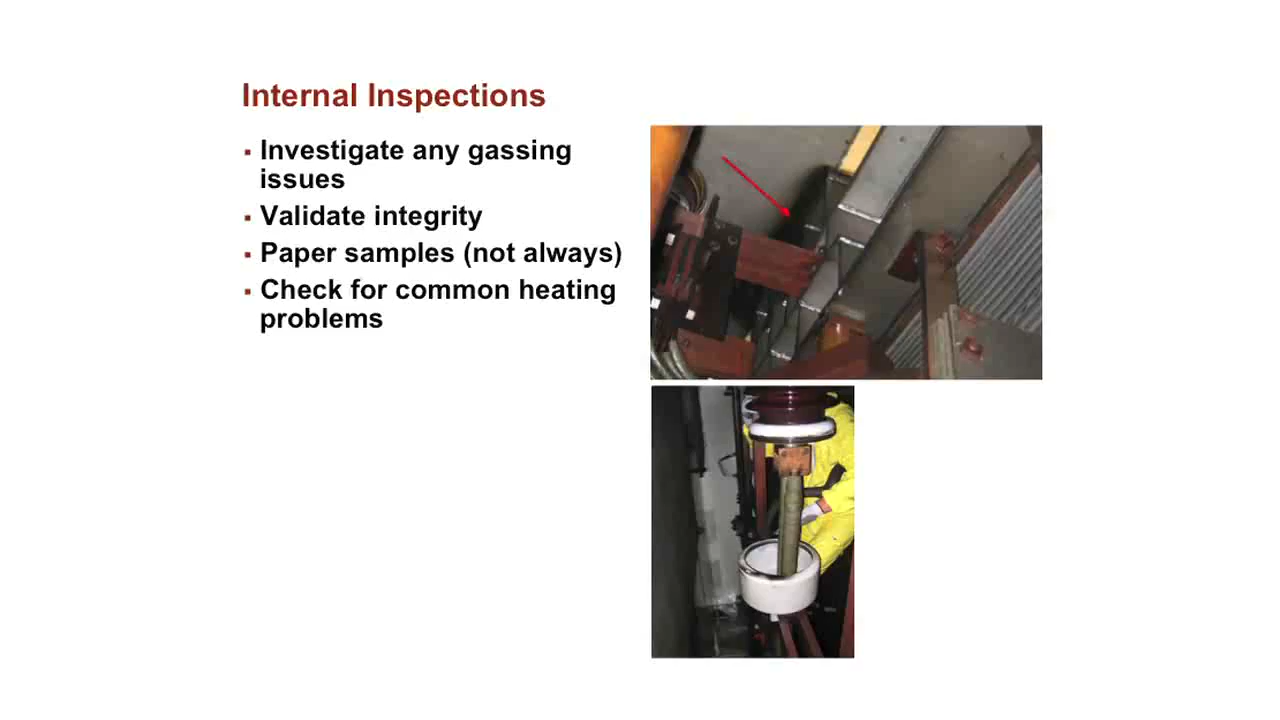 Internal Inspections
▪ Investigate any gassing
issues
▪ Validate integrity
▪ Paper samples (not always)
▪ Check for common heating
problems